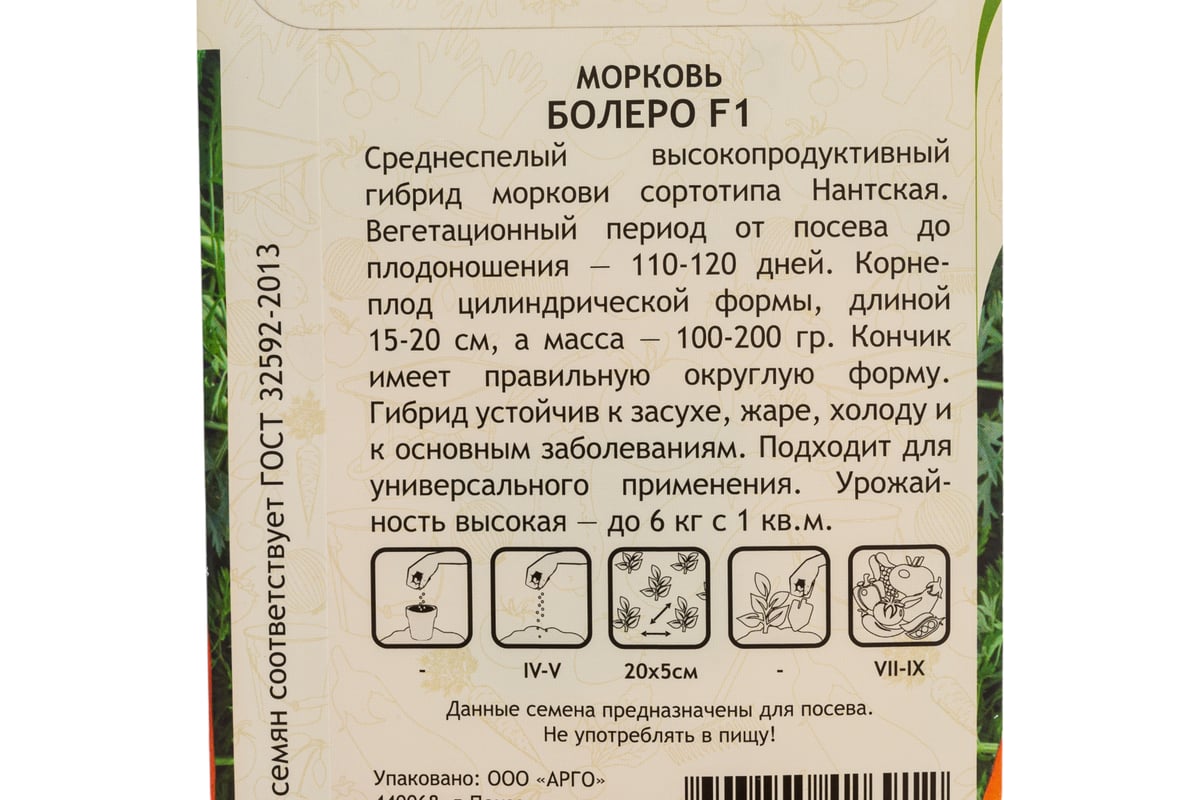 МОРКОВЬ
БОЛЕРО F1
Среднеспелый высокопродуктивный
гибрид моркови сортотипа Нантская.
Вегетационный период от посева до
плодоношения — 110-120 дней. Корне-
плод цилиндрической формы, длиной
15-20 см, а масса — 100-200 гр. Кончик
имеет правильную округлую форму.
Гибрид устойчив к засухе, жаре, холоду и
к основным заболеваниям. Подходит для
универсального применения. Урожай-
ность высокая — до 6 кг с 1 кв.м.
- IV-V 20х5см - VII-IX
Данные семена предназначены для посева.
Не употреблять в пищу!
Упаковано: ООО «АРГО»
семян соответствует ГОСТ 32592-2013